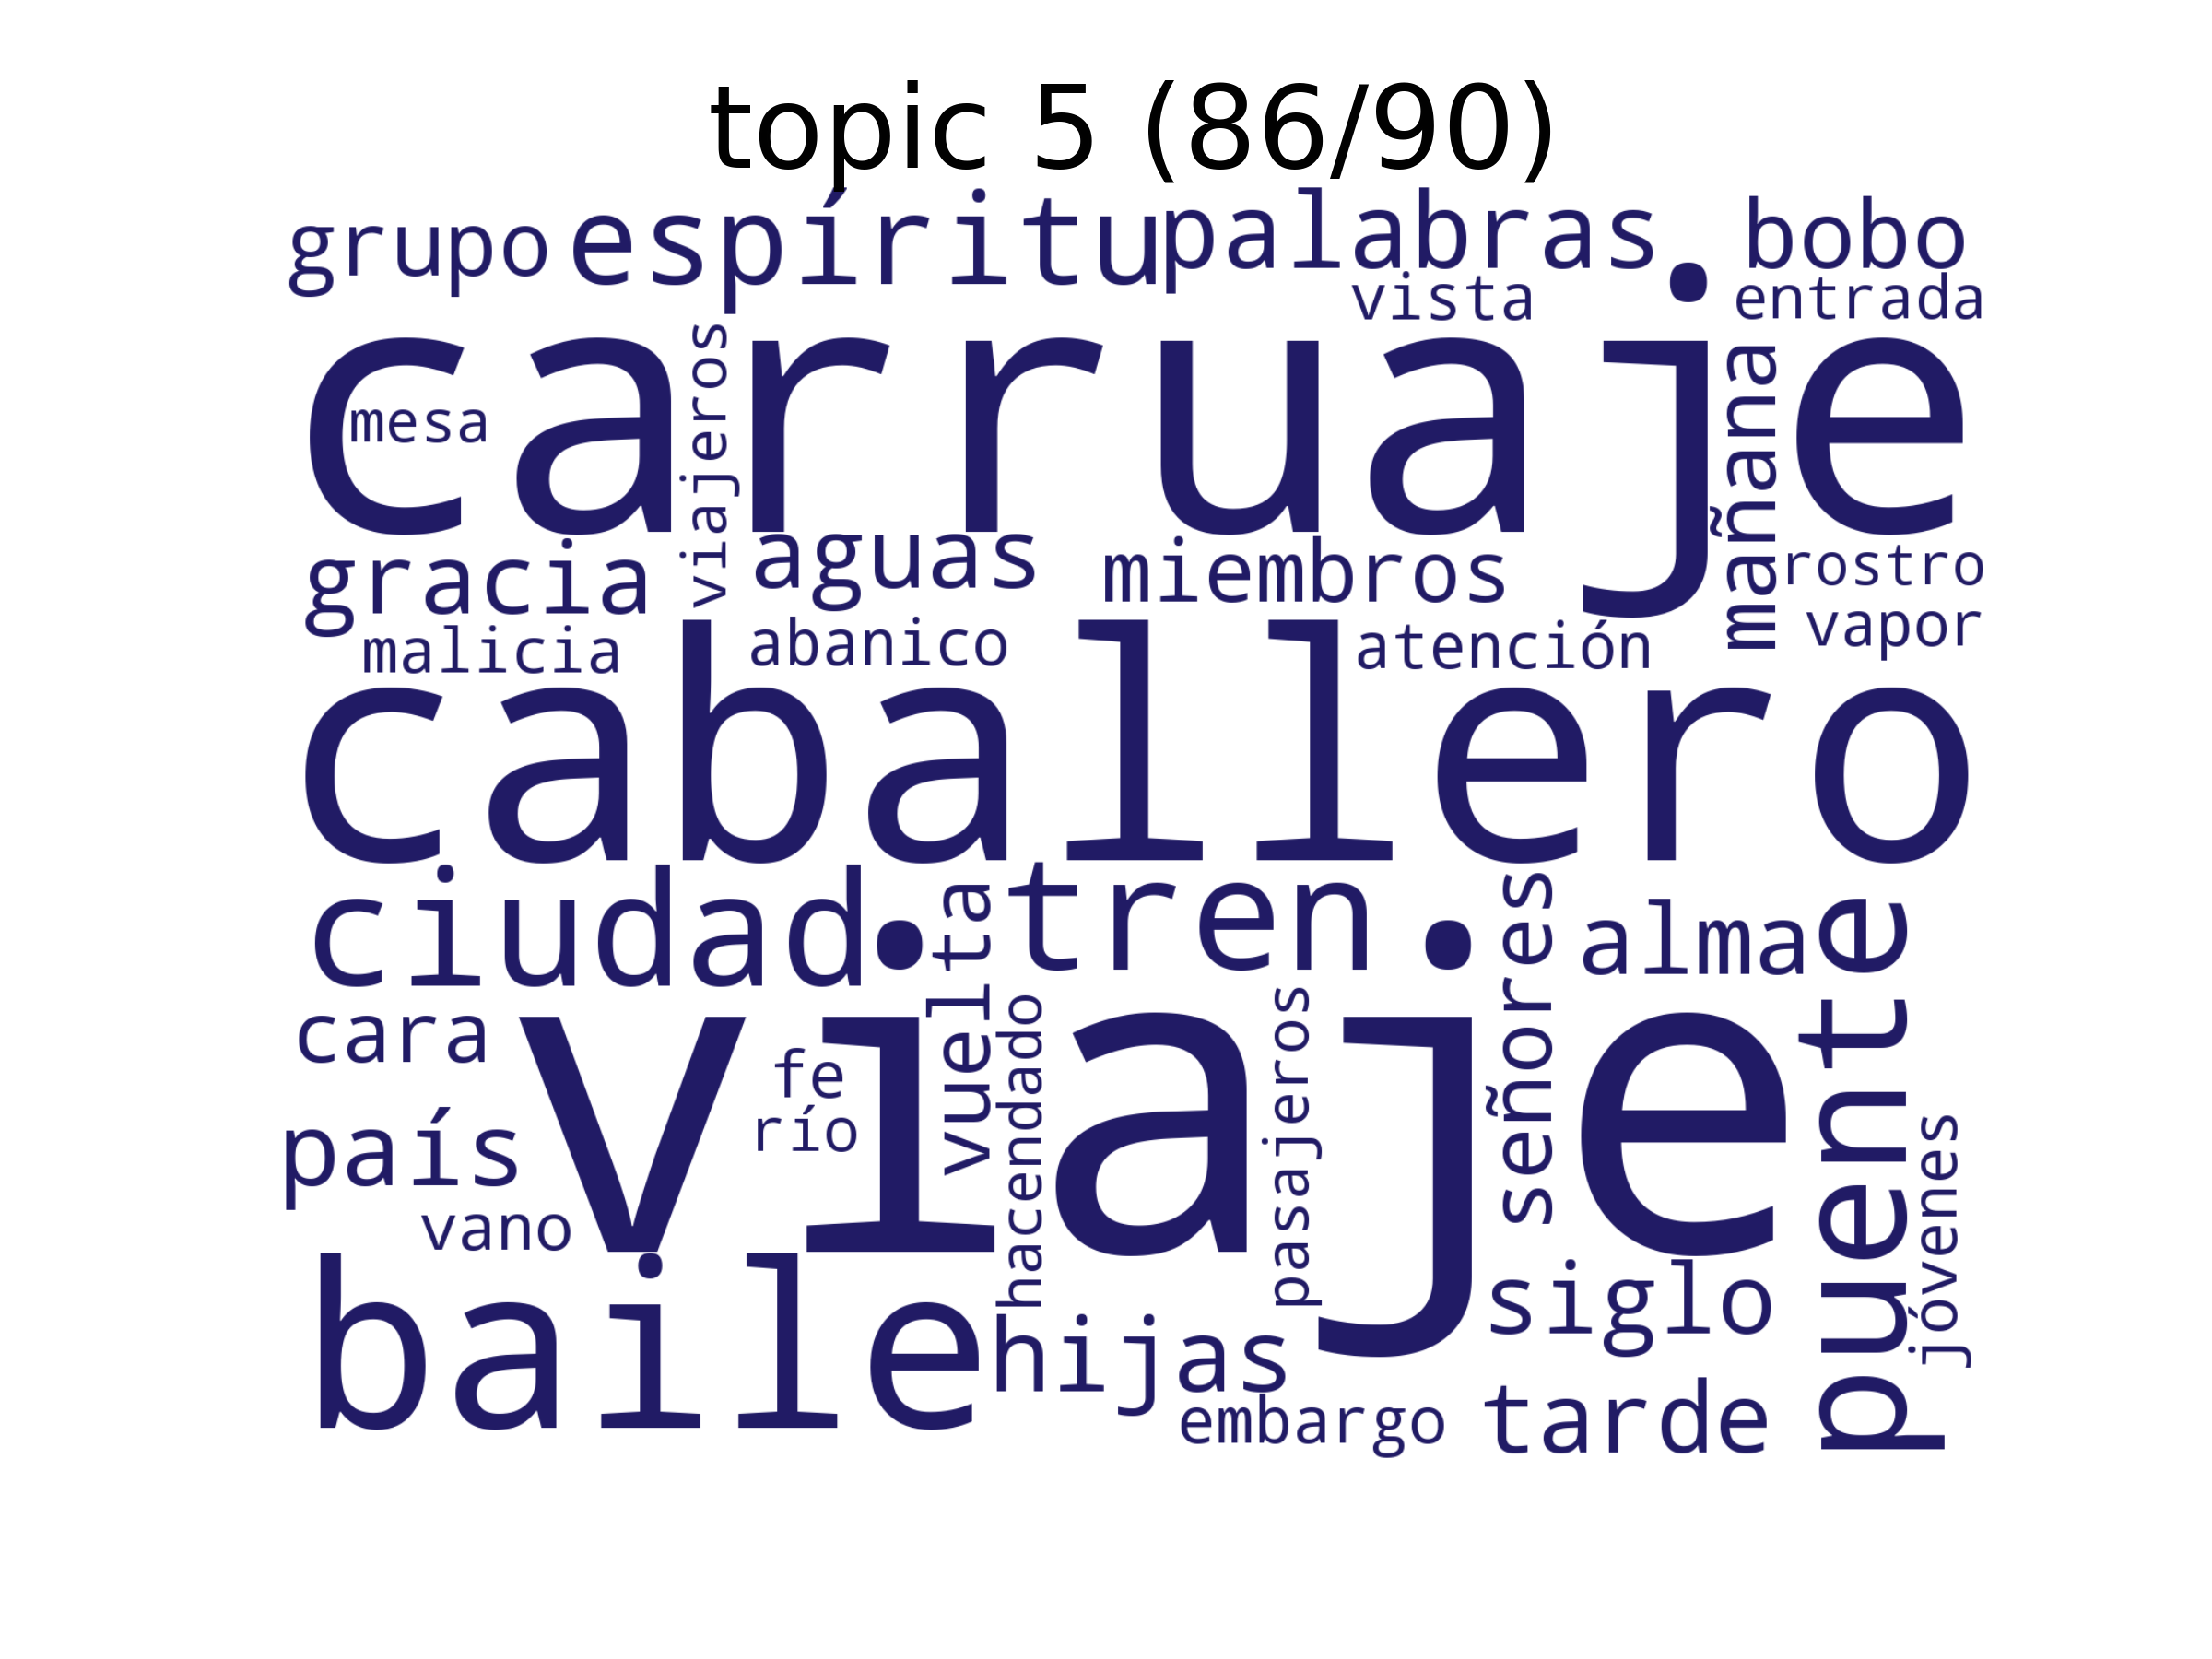 topic 5 (86/90)
grupo espíritu palabras bobo
vista entrada
carruaje
mesa
viajeros
mañana
gracia aguas miembros rostro
malicia abanico atención vapor
caballero
ciudad tren alma
vuelta
señores
puente
cara viaje
fe
hacendado
pasajeros
país río
jóvenes
vano
baile hijas siglo
embargo tarde